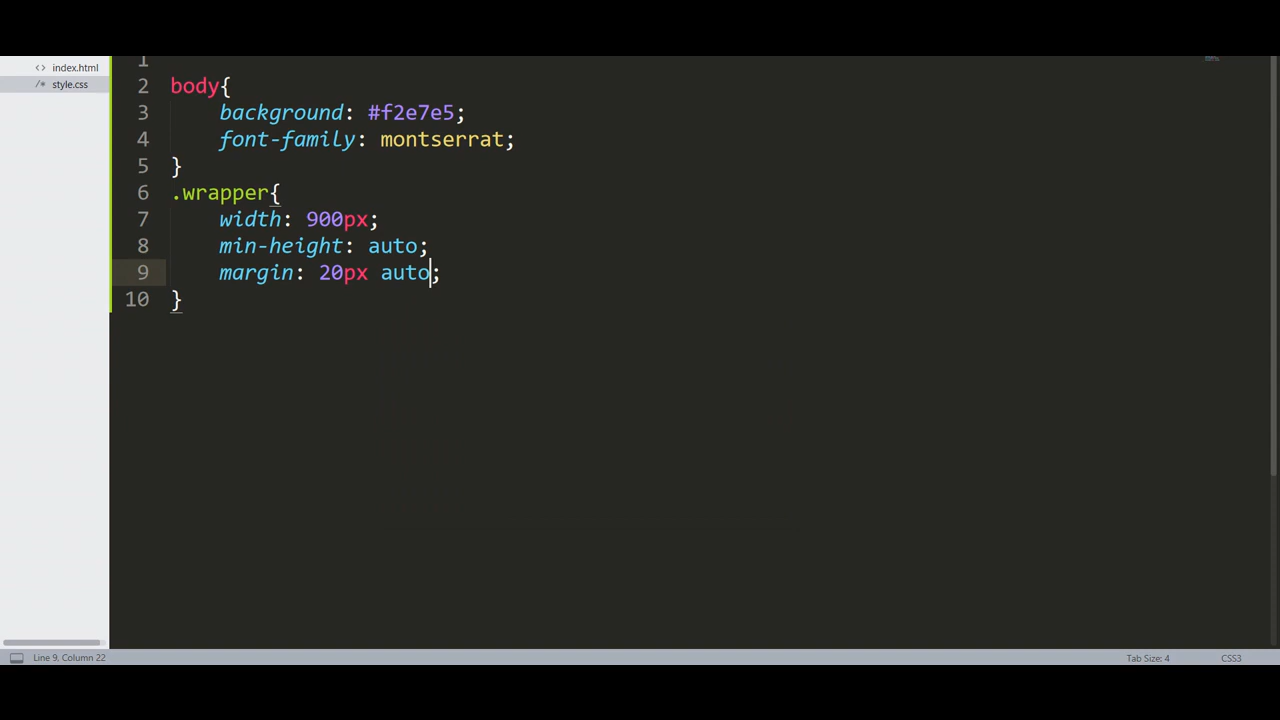 index.html
style.css
1
2 body{
3 background: #f2e7e5;
4 font-family: montserrat;
5 }
6 .wrapper{
7 width: 900px;
8 min-height: auto;
9 margin: 20px auto;
10 }
Line 9, Column 22
Tab Size: 4
CSS3